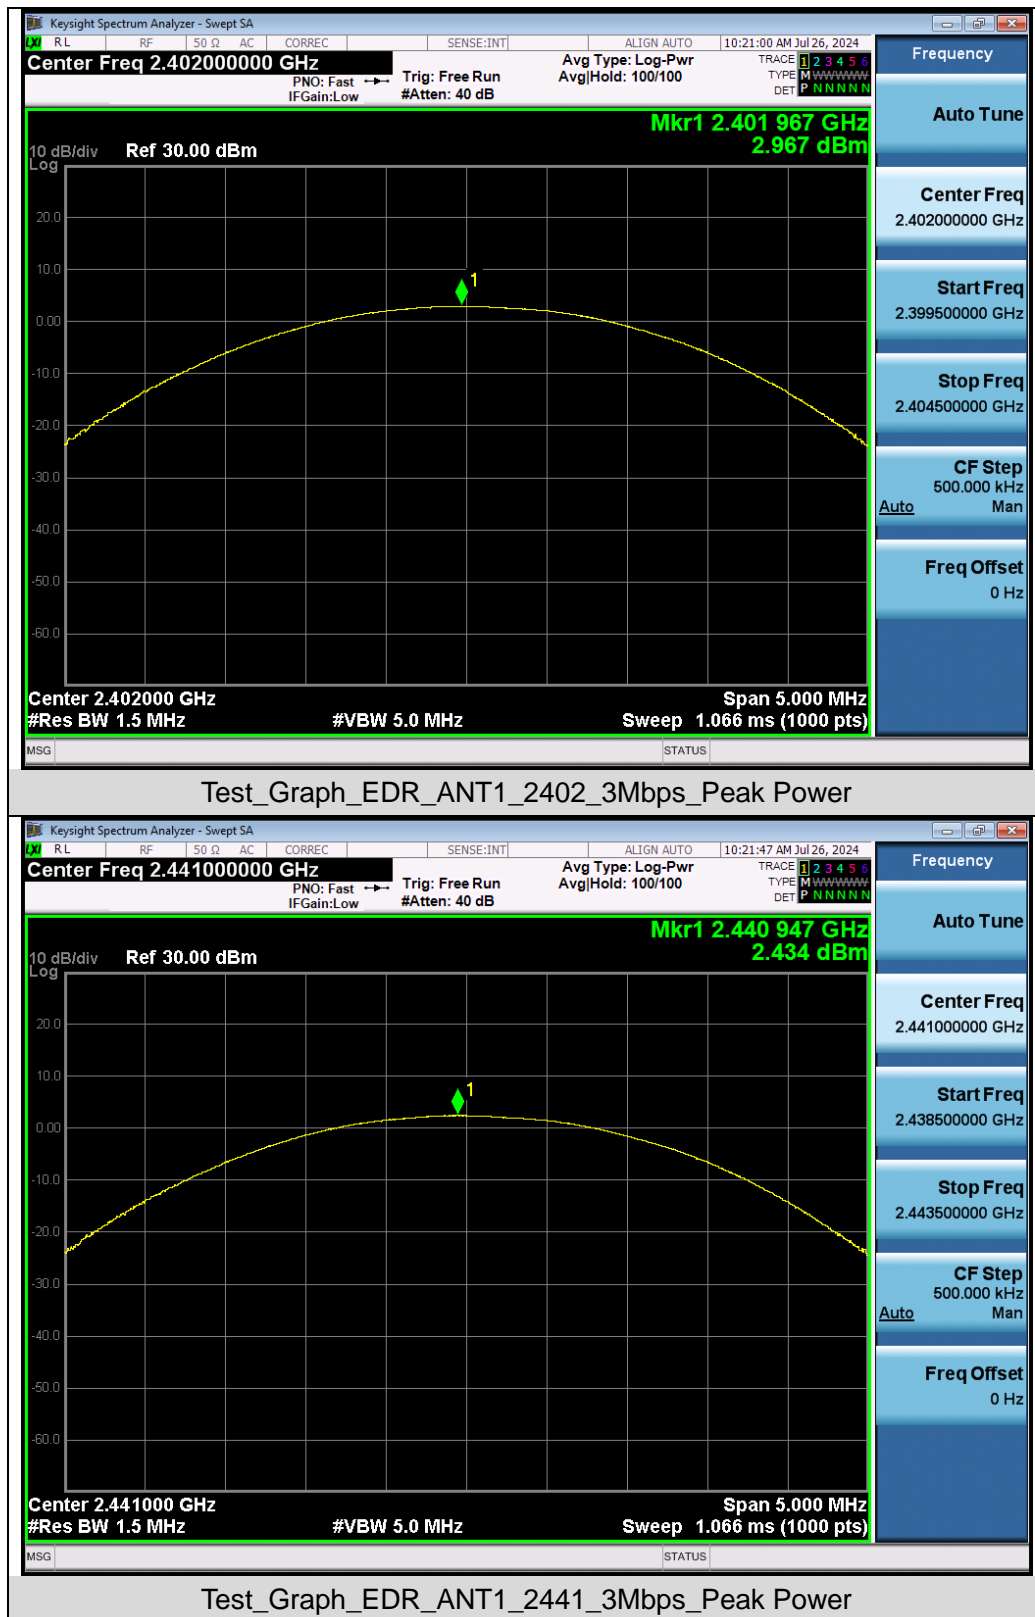 Keysight Spectrum Analyzer - Swept SA
LXI RL RF 50 Ω AC CORREC SENSE:INT ALIGN AUTO 10:21:00 AM Jul 26, 2024
Center Freq 2.402000000 GHz
PNO: Fast
IFGain:Low
Trig: Free Run
#Atten: 40 dB
Avg Type: Log-Pwr
Avg|Hold: 100/100
TRACE 1 2 3 4 5 6
TYPE M WWWWW
DET P N N N N N
Mkr1 2.401 967 GHz
2.967 dBm
10 dB/div Ref 30.00 dBm
Log
20.0
10.0
1
0.00
-10.0
-20.0
-30.0
-40.0
-50.0
-60.0
Center 2.402000 GHz Span 5.000 MHz
#Res BW 1.5 MHz #VBW 5.0 MHz Sweep 1.066 ms (1000 pts)
MSG STATUS
Frequency
Auto Tune
Center Freq
2.402000000 GHz
Start Freq
2.399500000 GHz
Stop Freq
2.404500000 GHz
CF Step
500.000 kHz
Auto Man
Freq Offset
0 Hz
Test_Graph_EDR_ANT1_2402_3Mbps_Peak Power
Keysight Spectrum Analyzer - Swept SA
LXI RL RF 50 Ω AC CORREC SENSE:INT ALIGN AUTO 10:21:47 AM Jul 26, 2024
Center Freq 2.441000000 GHz
PNO: Fast
IFGain:Low
Trig: Free Run
#Atten: 40 dB
Avg Type: Log-Pwr
Avg|Hold: 100/100
TRACE 1 2 3 4 5 6
TYPE M WWWWW
DET P N N N N N
Mkr1 2.440 947 GHz
2.434 dBm
10 dB/div Ref 30.00 dBm
Log
20.0
10.0
1
0.00
-10.0
-20.0
-30.0
-40.0
-50.0
-60.0
Center 2.441000 GHz Span 5.000 MHz
#Res BW 1.5 MHz #VBW 5.0 MHz Sweep 1.066 ms (1000 pts)
MSG STATUS
Frequency
Auto Tune
Center Freq
2.441000000 GHz
Start Freq
2.438500000 GHz
Stop Freq
2.443500000 GHz
CF Step
500.000 kHz
Auto Man
Freq Offset
0 Hz
Test_Graph_EDR_ANT1_2441_3Mbps_Peak Power